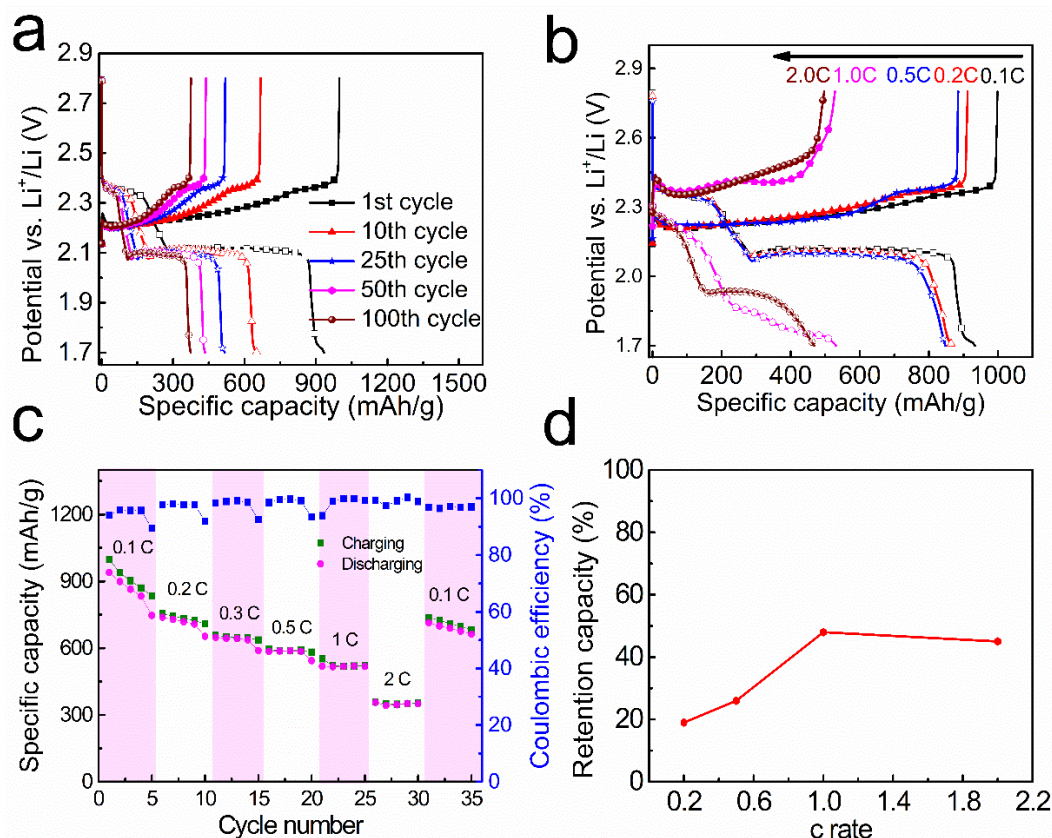 a
2.9
2.7
2.5
2.3
2.1
1.9
1.7
Potential vs. Li⁺/Li (V)
1st cycle
10th cycle
25th cycle
50th cycle
100th cycle
0 300 600 900 1200 1500
Specific capacity (mAh/g)
b
2.9
2.6
2.3
2.0
1.7
Potential vs. Li⁺/Li (V)
2.0C 1.0C 0.5C 0.2C 0.1C
0 200 400 600 800 1000
Specific capacity (mAh/g)
c
1200
900
600
300
0
Specific capacity (mAh/g)
0.1 C
0.2 C
0.3 C
0.5 C
1 C
2 C
0.1 C
Charging
Discharging
100
80
60
40
20
0
Coulombic efficiency (%)
0 5 10 15 20 25 30 35
Cycle number
d
100
80
60
40
20
0
Retention capacity (%)
0.2 0.6 1.0 1.4 1.8 2.2
c rate